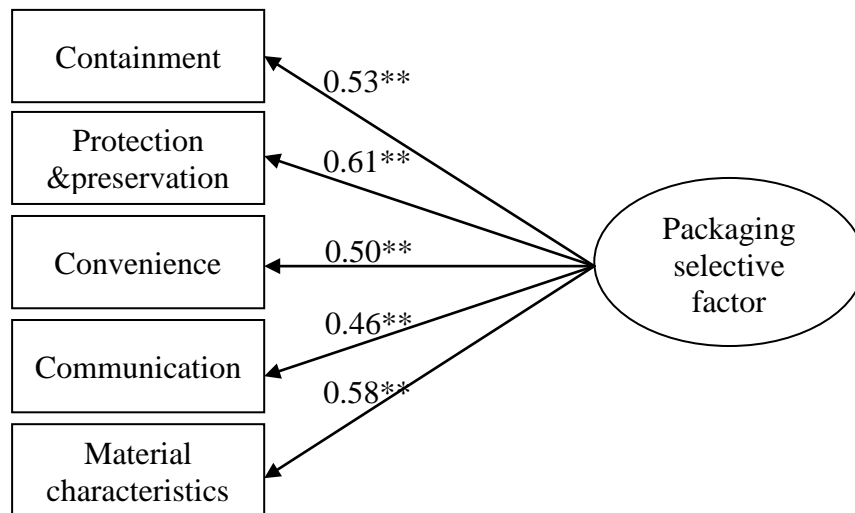 Containment
0.53**
Protection
&preservation
0.61**
Convenience
0.50**
Communication
0.46**
Material
characteristics
0.58**
Packaging
selective
factor